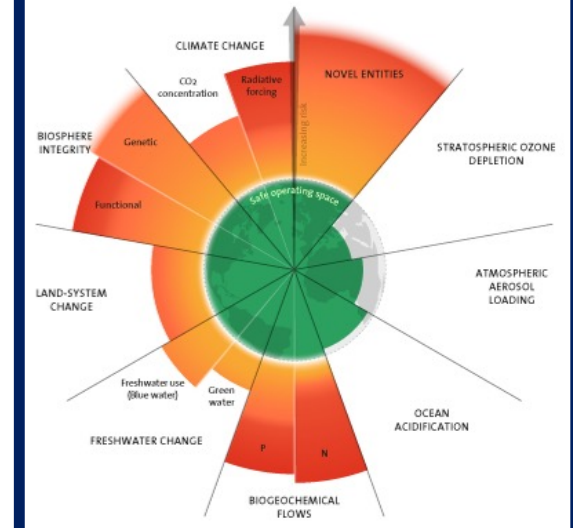 CLIMATE CHANGE
CO2
concentration
Radiative
forcing
Increasing risk
NOVEL ENTITIES
STRATOSPHERIC OZONE
DEPLETION
ATMOSPHERIC
AEROSOL
LOADING
OCEAN
ACIDIFICATION
BIOGEOCHEMICAL
FLOWS
P
N
FRESHWATER CHANGE
Freshwater use
(Blue water)
Green
water
LAND-SYSTEM
CHANGE
BIOSPHERE
INTEGRITY
Genetic
Functional
Safe operating space